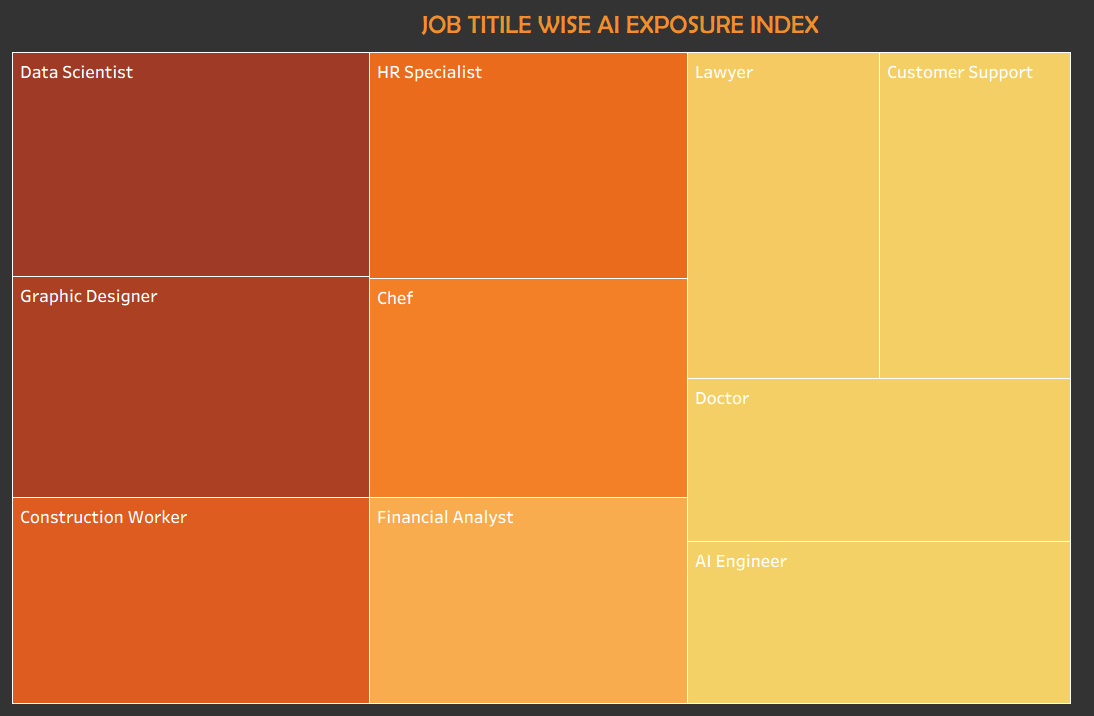 JOB TITILE WISE AI EXPOSURE INDEX
Data Scientist
HR Specialist
Lawyer
Customer Support
Graphic Designer
Chef
Doctor
Construction Worker
Financial Analyst
AI Engineer